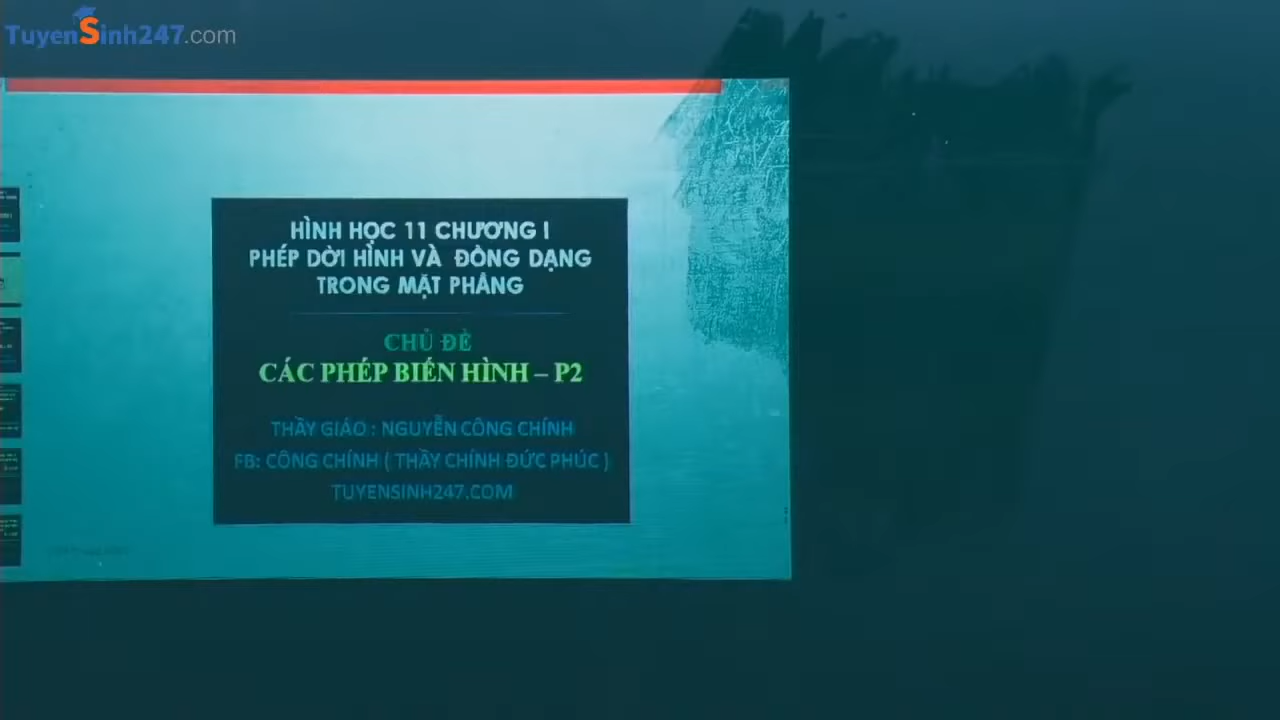 TuyenSinh247.com
HÌNH HỌC 11 CHƯƠNG I
PHÉP DỜI HÌNH VÀ ĐỒNG DẠNG
TRONG MẶT PHẲNG
CHỦ ĐỀ
CÁC PHÉP BIẾN HÌNH – P2
THẦY GIÁO : NGUYỄN CÔNG CHÍNH
FB: CÔNG CHÍNH ( THẦY CHÍNH ĐỨC PHÚC )
TUYENSINH247.COM